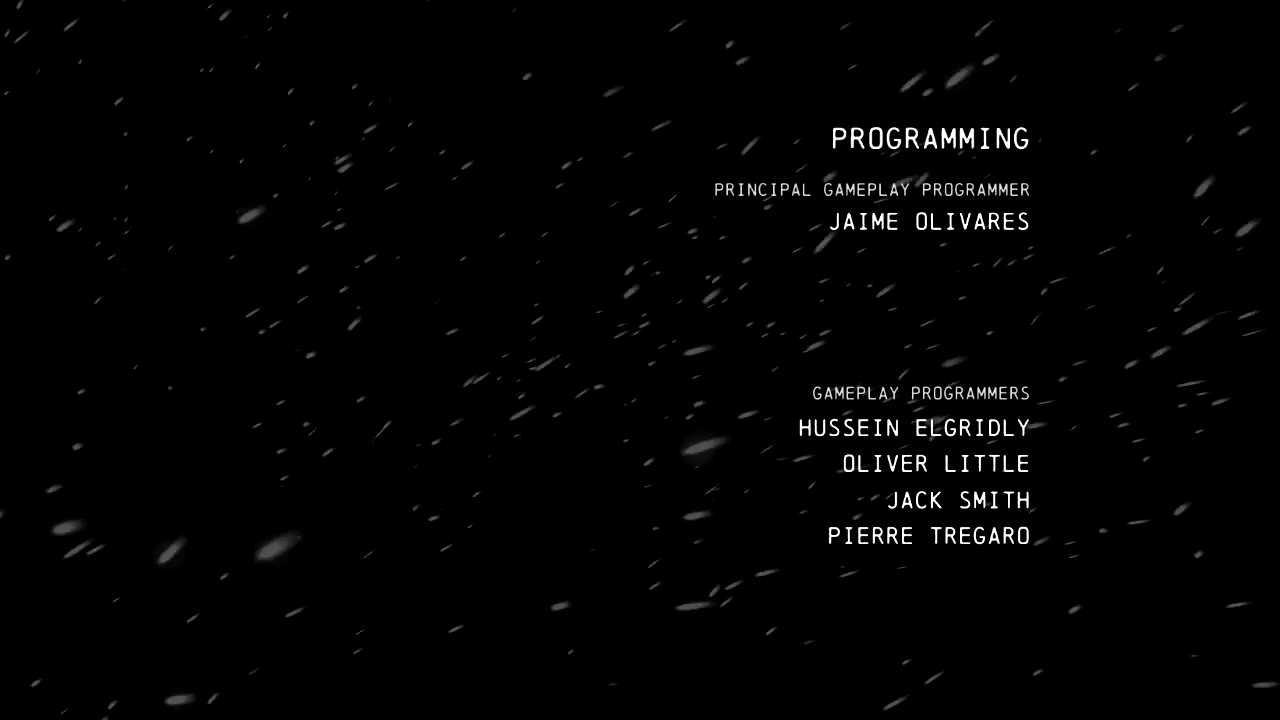 PROGRAMMING
PRINCIPAL GAMEPLAY PROGRAMMER
JAIME OLIVARES
GAMEPLAY PROGRAMMERS
HUSSEIN ELGRIDLY
OLIVER LITTLE
JACK SMITH
PIERRE TREGARO